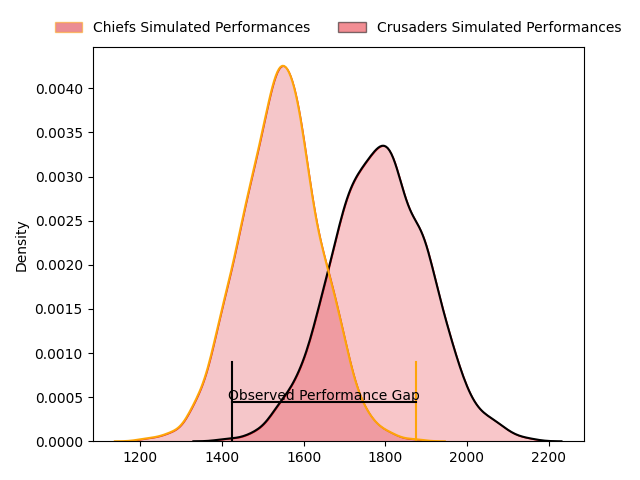 Chiefs Simulated Performances Crusaders Simulated Performances
0.0040
0.0035
0.0030
0.0025
0.0020
0.0015
0.0010
0.0005
0.0000
Density
Observed Performance Gap
1200 1400 1600 1800 2000 2200